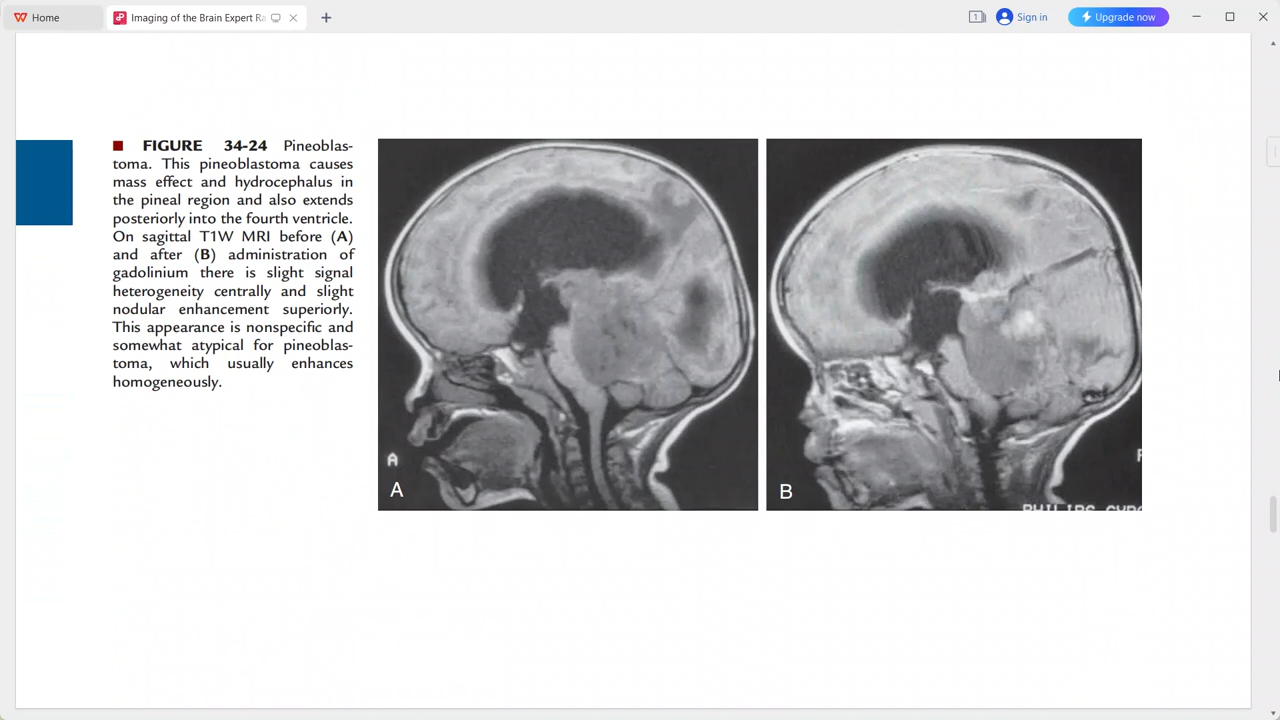 Home
Imaging of the Brain Expert Ra
1
Sign in
Upgrade now
FIGURE 34-24 Pineoblas-
toma. This pineoblastoma causes
mass effect and hydrocephalus in
the pineal region and also extends
posteriorly into the fourth ventricle.
On sagittal T1W MRI before (A)
and after (B) administration of
gadolinium there is slight signal
heterogeneity centrally and slight
nodular enhancement superiorly.
This appearance is nonspecific and
somewhat atypical for pineoblas-
toma, which usually enhances
homogeneously.
A
A
B